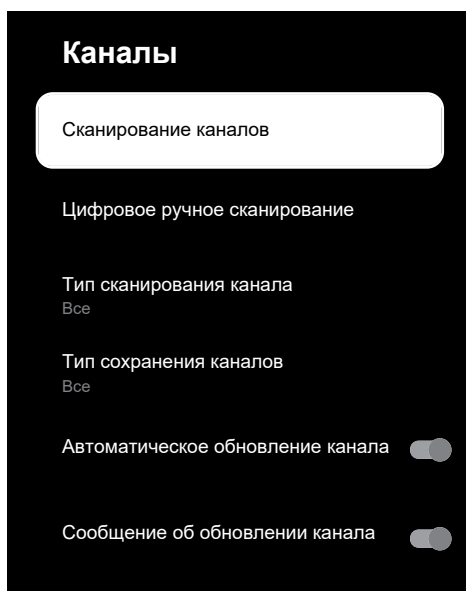 Каналы
Сканирование каналов
Цифровое ручное сканирование
Тип сканирования канала
Все
Тип сохранения каналов
Все
Автоматическое обновление канала
Сообщение об обновлении канала